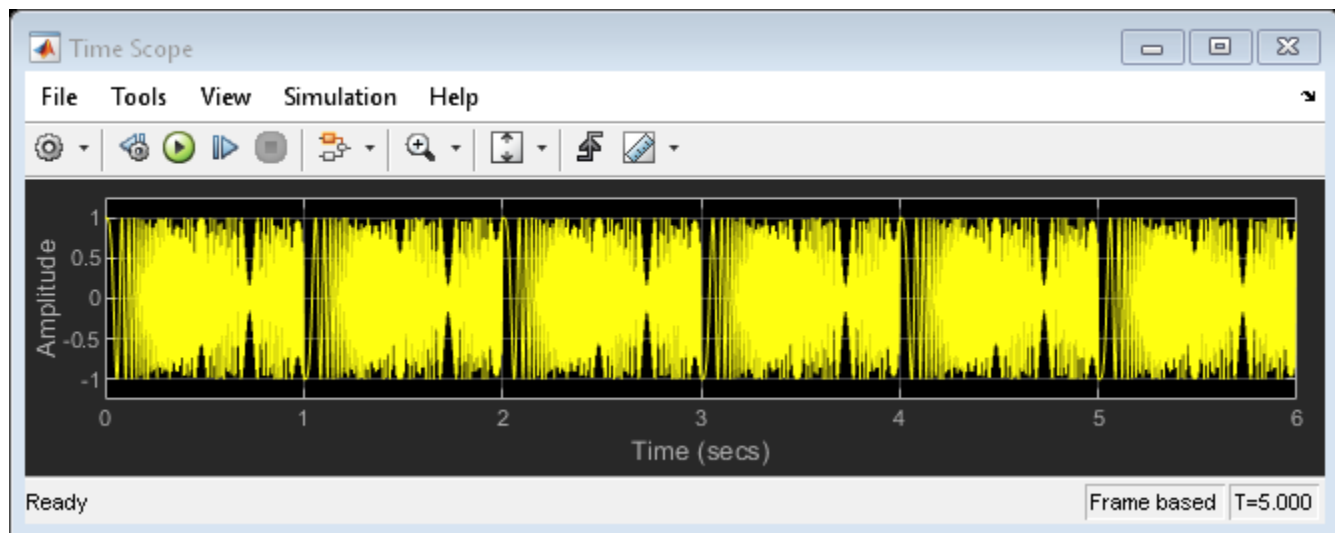 Time Scope
File Tools View Simulation Help
Amplitude
1
0.5
0
-0.5
-1
0 1 2 3 4 5 6
Time (secs)
Ready Frame based T=5.000